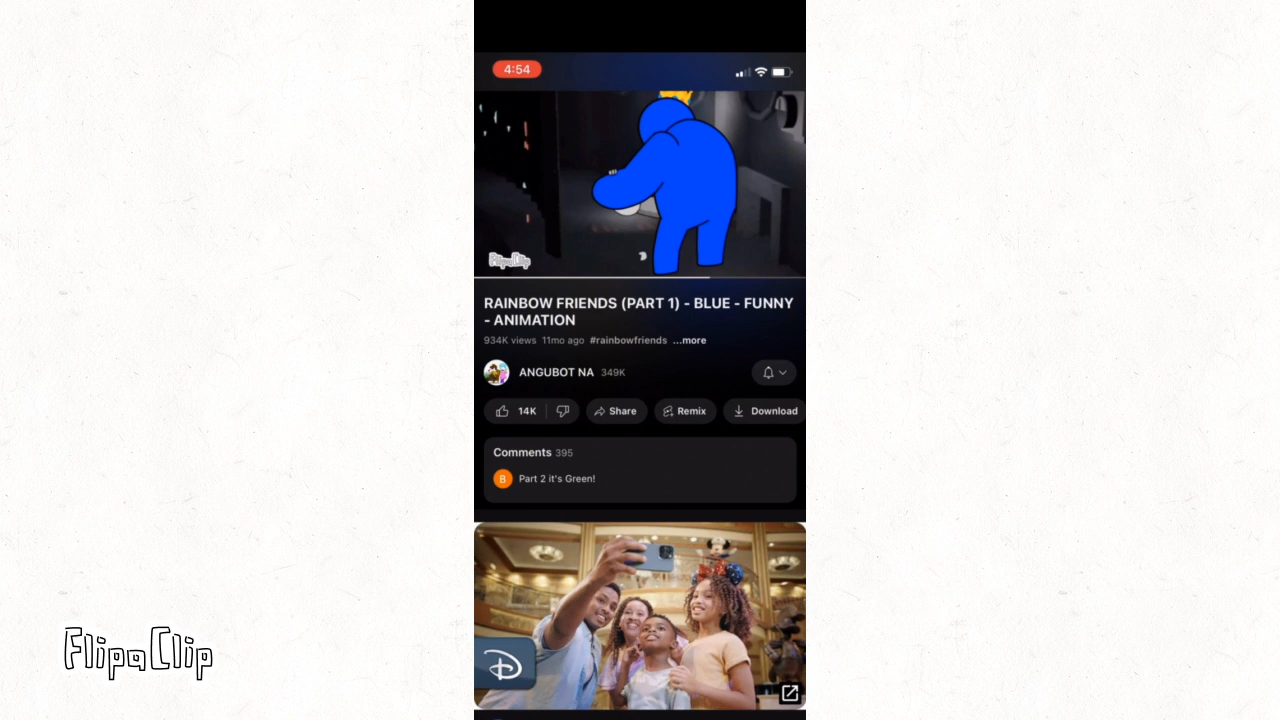 4:54
FlipaClip
RAINBOW FRIENDS (PART 1) - BLUE - FUNNY
- ANIMATION
934K views 11mo ago #rainbowfriends ...more
ANGUBOT NA 349K
14K Share Remix Download
Comments 395
B Part 2 it's Green!
D
FlipaClip